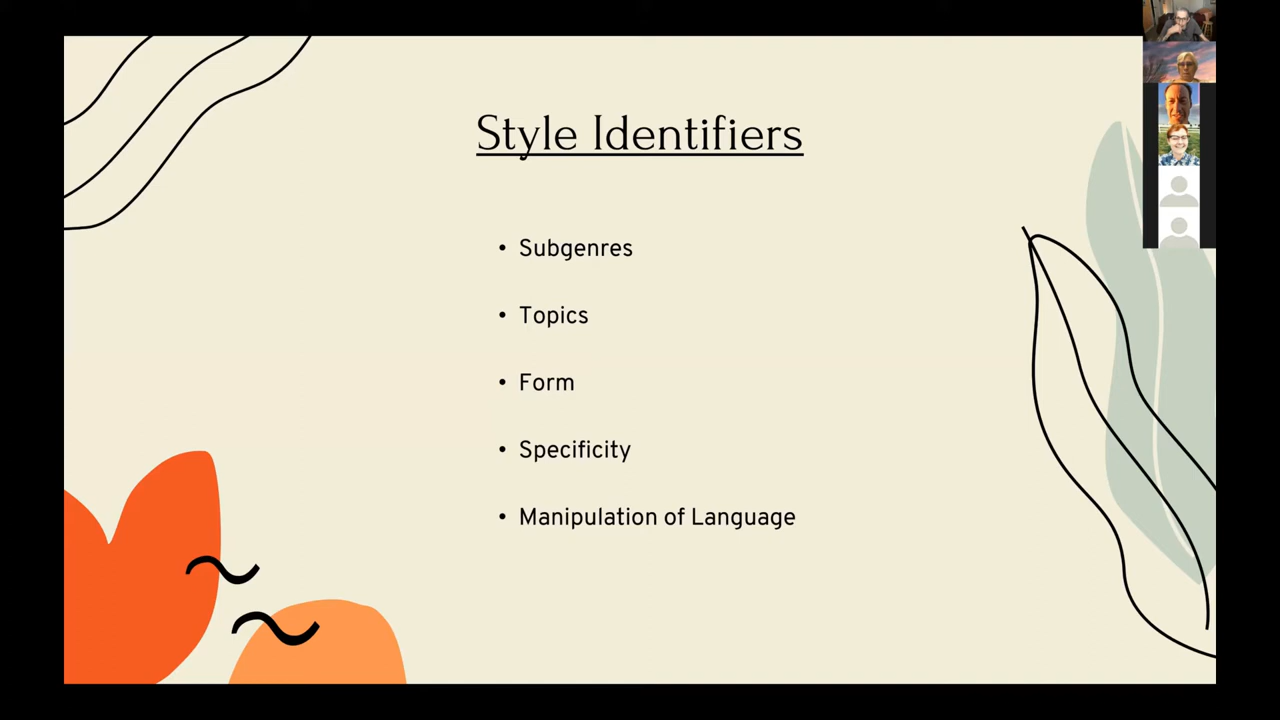 Style Identifiers
• Subgenres
• Topics
• Form
• Specificity
• Manipulation of Language